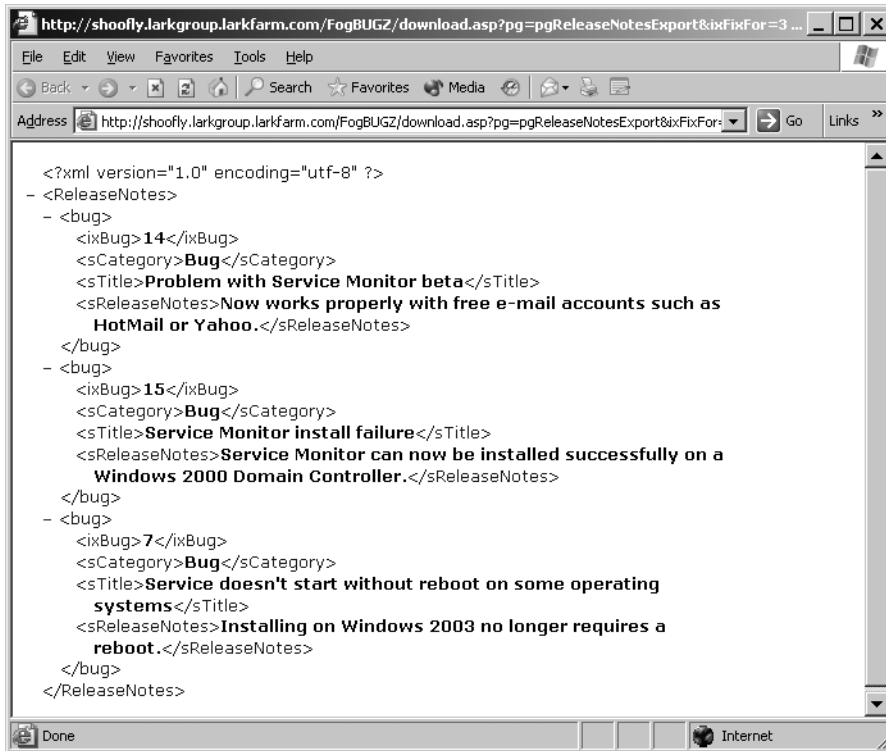 http://shoofly.larkgroup.larkfarm.com/FogBUGZ/download.asp?pg=pgReleaseNotesExport&ixFixFor=3 ...
File Edit View Favorites Tools Help
Back Search Favorites Media
Address http://shoofly.larkgroup.larkfarm.com/FogBUGZ/download.asp?pg=pgReleaseNotesExport&ixFixFor= Go Links »
<?xml version="1.0" encoding="utf-8" ?>
– <ReleaseNotes>
– <bug>
<ixBug>14</ixBug>
<sCategory>Bug</sCategory>
<sTitle>Problem with Service Monitor beta</sTitle>
<sReleaseNotes>Now works properly with free e-mail accounts such as
HotMail or Yahoo.</sReleaseNotes>
</bug>
– <bug>
<ixBug>15</ixBug>
<sCategory>Bug</sCategory>
<sTitle>Service Monitor install failure</sTitle>
<sReleaseNotes>Service Monitor can now be installed successfully on a
Windows 2000 Domain Controller.</sReleaseNotes>
</bug>
– <bug>
<ixBug>7</ixBug>
<sCategory>Bug</sCategory>
<sTitle>Service doesn't start without reboot on some operating
systems</sTitle>
<sReleaseNotes>Installing on Windows 2003 no longer requires a
reboot.</sReleaseNotes>
</bug>
</ReleaseNotes>
Done Internet